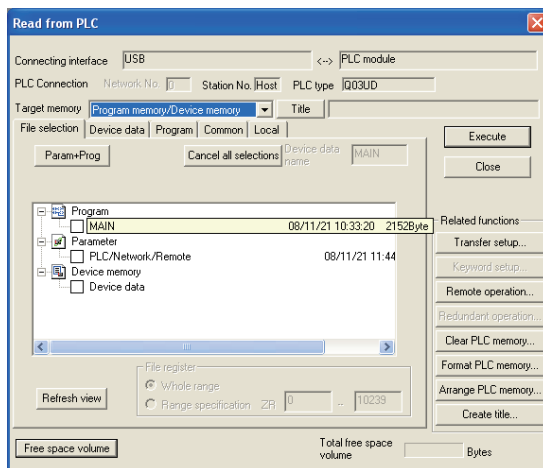 Read from PLC
Connecting interface USB <--> PLC module
PLC Connection Network No. 0 Station No. Host PLC type Q03UD
Target memory Program memory/Device memory Title
File selection Device data Program Common Local
Execute
Param+Prog Cancel all selections Device data name MAIN
Close
Program
MAIN 08/11/21 10:33:20 2152Byte
Parameter
PLC/Network/Remote 08/11/21 11:44
Device memory
Device data
Related functions
Transfer setup...
Keyword setup...
Remote operation...
Redundant operation...
Clear PLC memory...
Format PLC memory...
Arrange PLC memory...
Create title...
File register
Whole range
Refresh view
Range specification ZR 0 -- 10239
Free space volume
Total free space volume Bytes